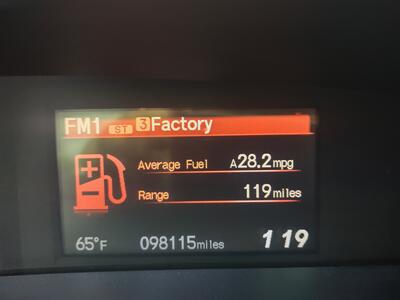 FM1 ST 3 Factory
Average Fuel A28.2mpg
Range 119miles
65°F 098115miles 119